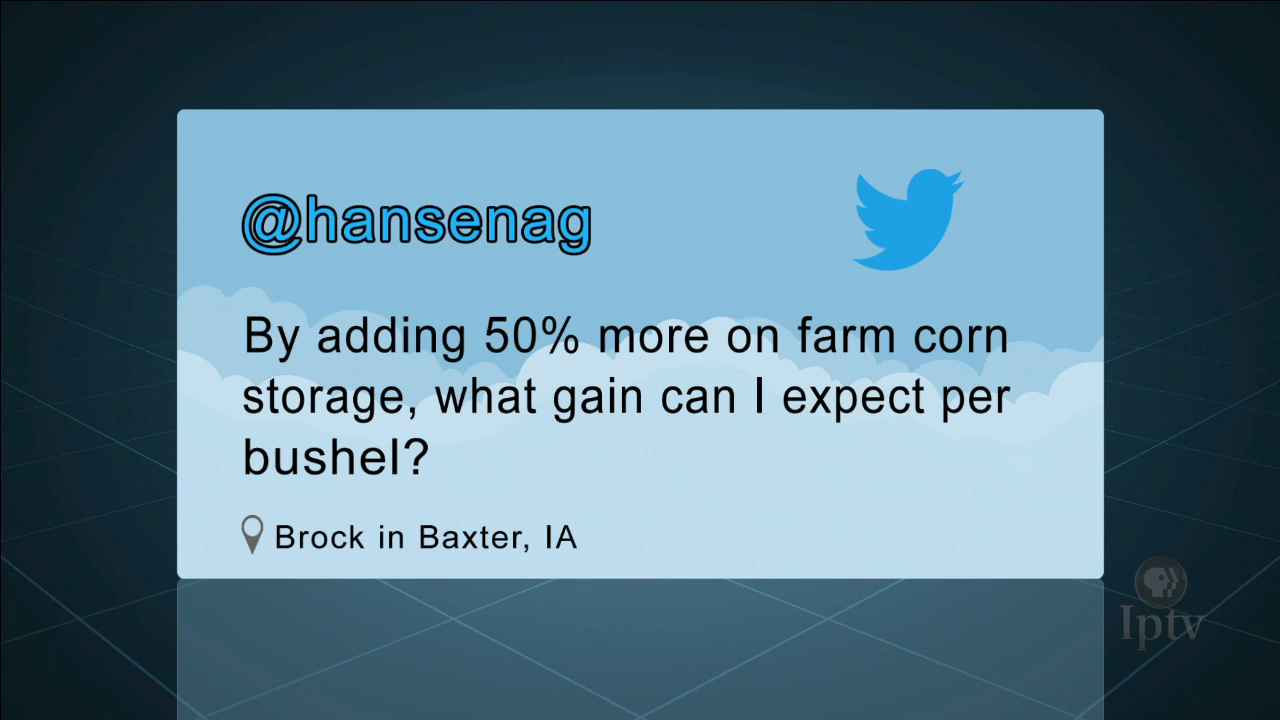 @hansenag
By adding 50% more on farm corn
storage, what gain can I expect per
bushel?
Brock in Baxter, IA
Iptv